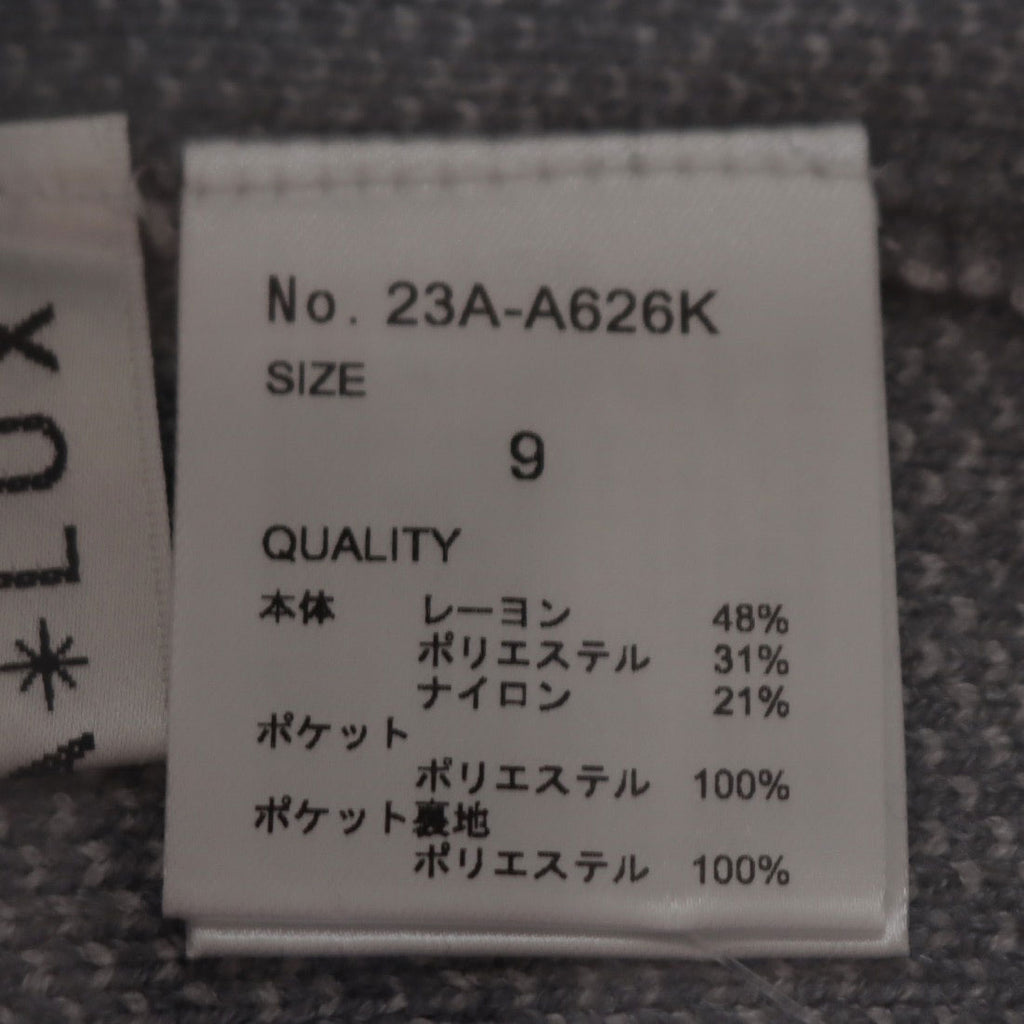 No. 23A-A626K
SIZE
9
QUALITY
本体 レーヨン 48%
ポリエステル 31%
ナイロン 21%
ポケット
ポリエステル 100%
ポケット裏地
ポリエステル 100%
*LUX